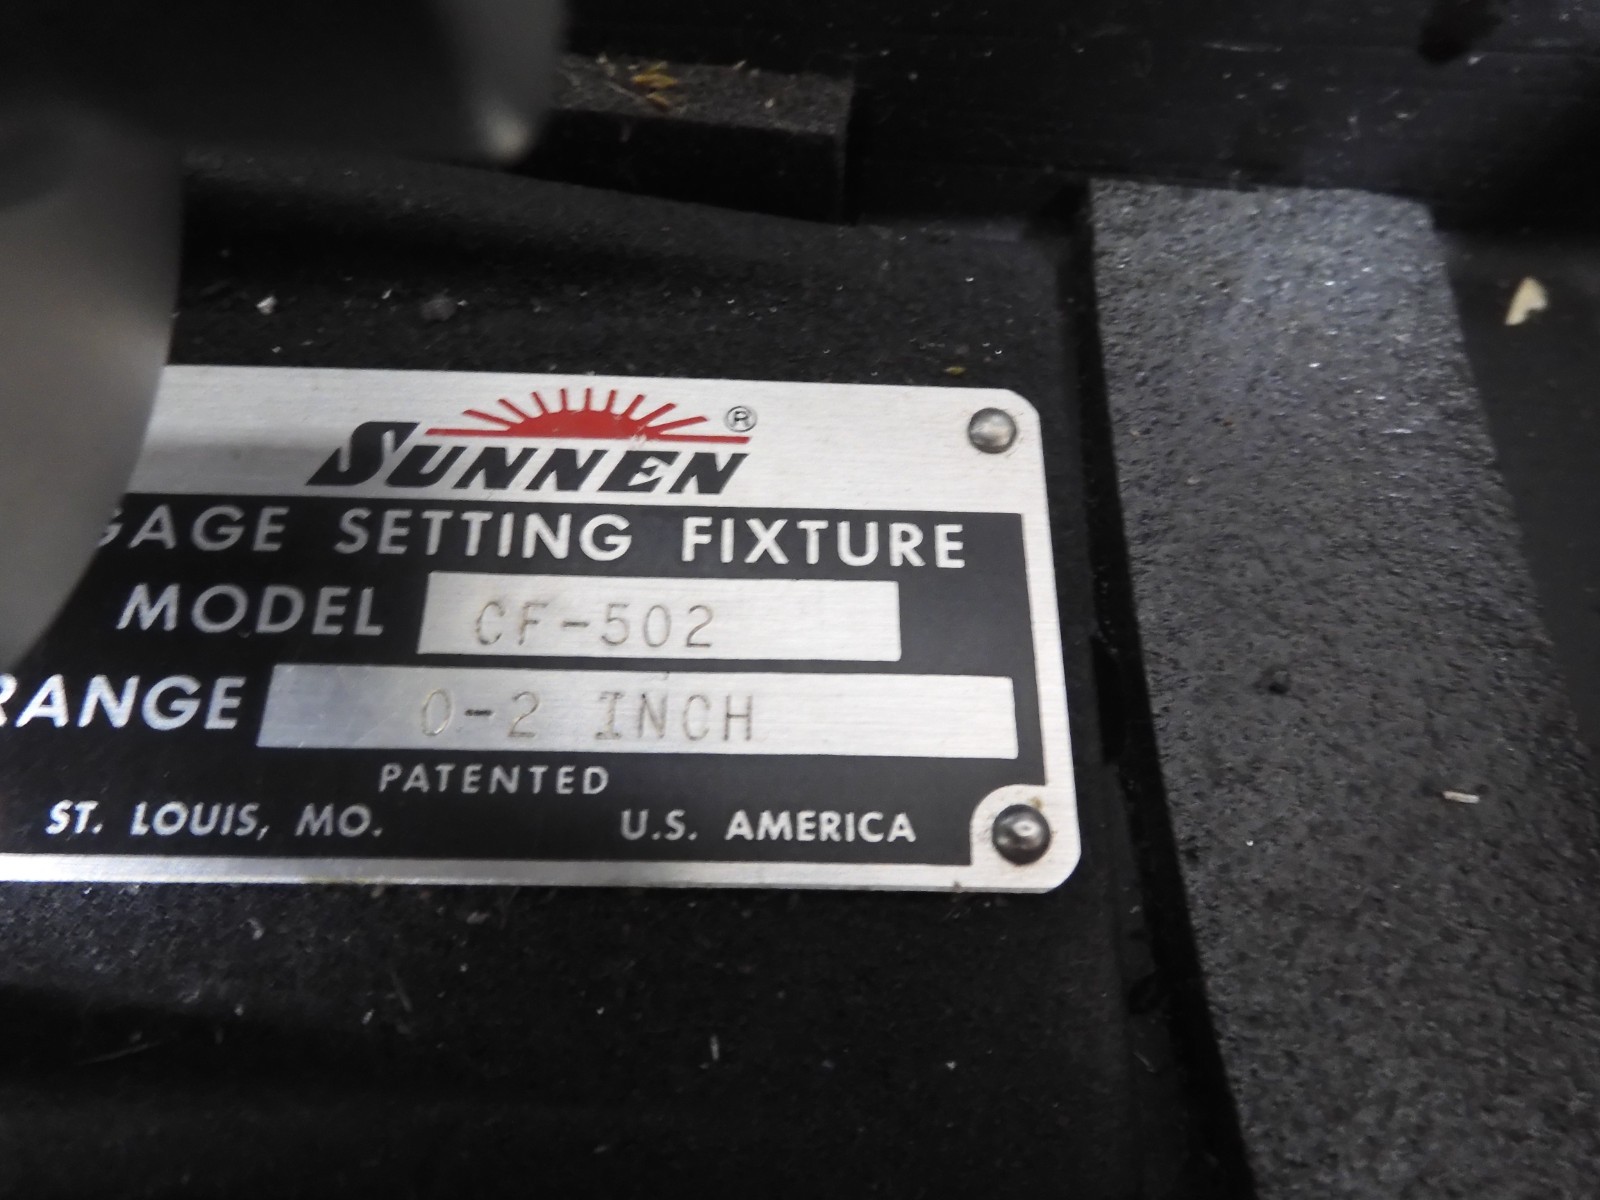 SUNNEN®
GAGE SETTING FIXTURE
MODEL CF-502
RANGE 0-2 INCH
PATENTED
ST. LOUIS, MO. U.S. AMERICA